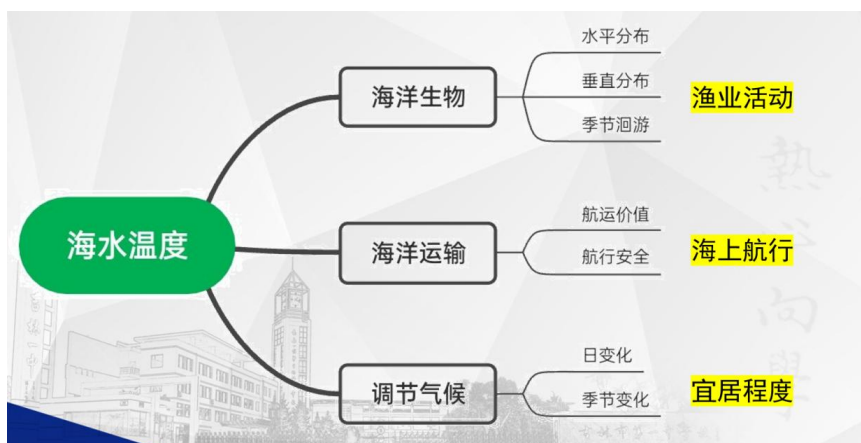 水平分布
海洋生物
垂直分布
渔业活动
季节洄游
海水温度
海洋运输
航运价值
航行安全
海上航行
调节气候
日变化
季节变化
宜居程度
向學